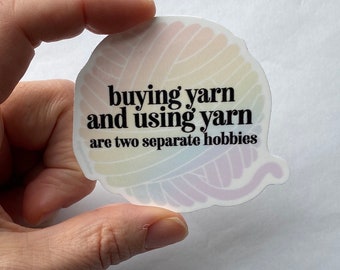 buying yarn
and using yarn
are two separate hobbies